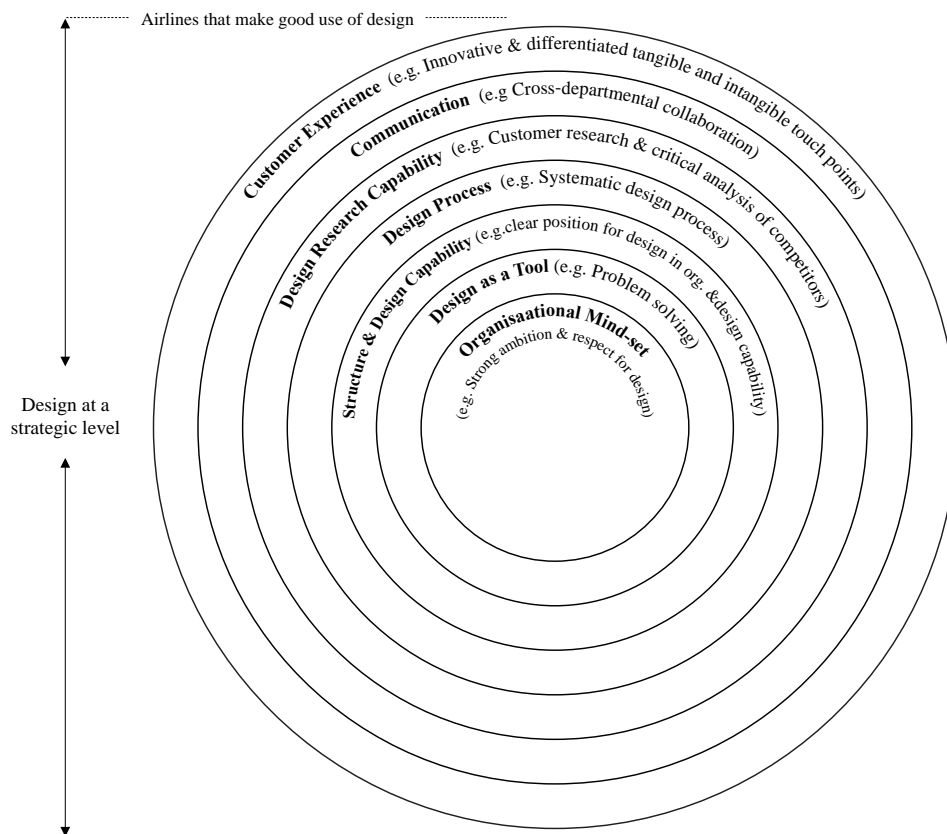 Airlines that make good use of design
Customer Experience (e.g. Innovative & differentiated tangible and intangible touch points)
Communication (e.g Cross-departmental collaboration)
Design Research Capability (e.g. Customer research & critical analysis of competitors)
Design Process (e.g. Systematic design process)
Structure & Design Capability (e.g.clear position for design in org. &design capability)
Design as a Tool (e.g. Problem solving)
Organisaational Mind-set
(e.g. Strong ambition & respect for design)
Design at a
strategic level